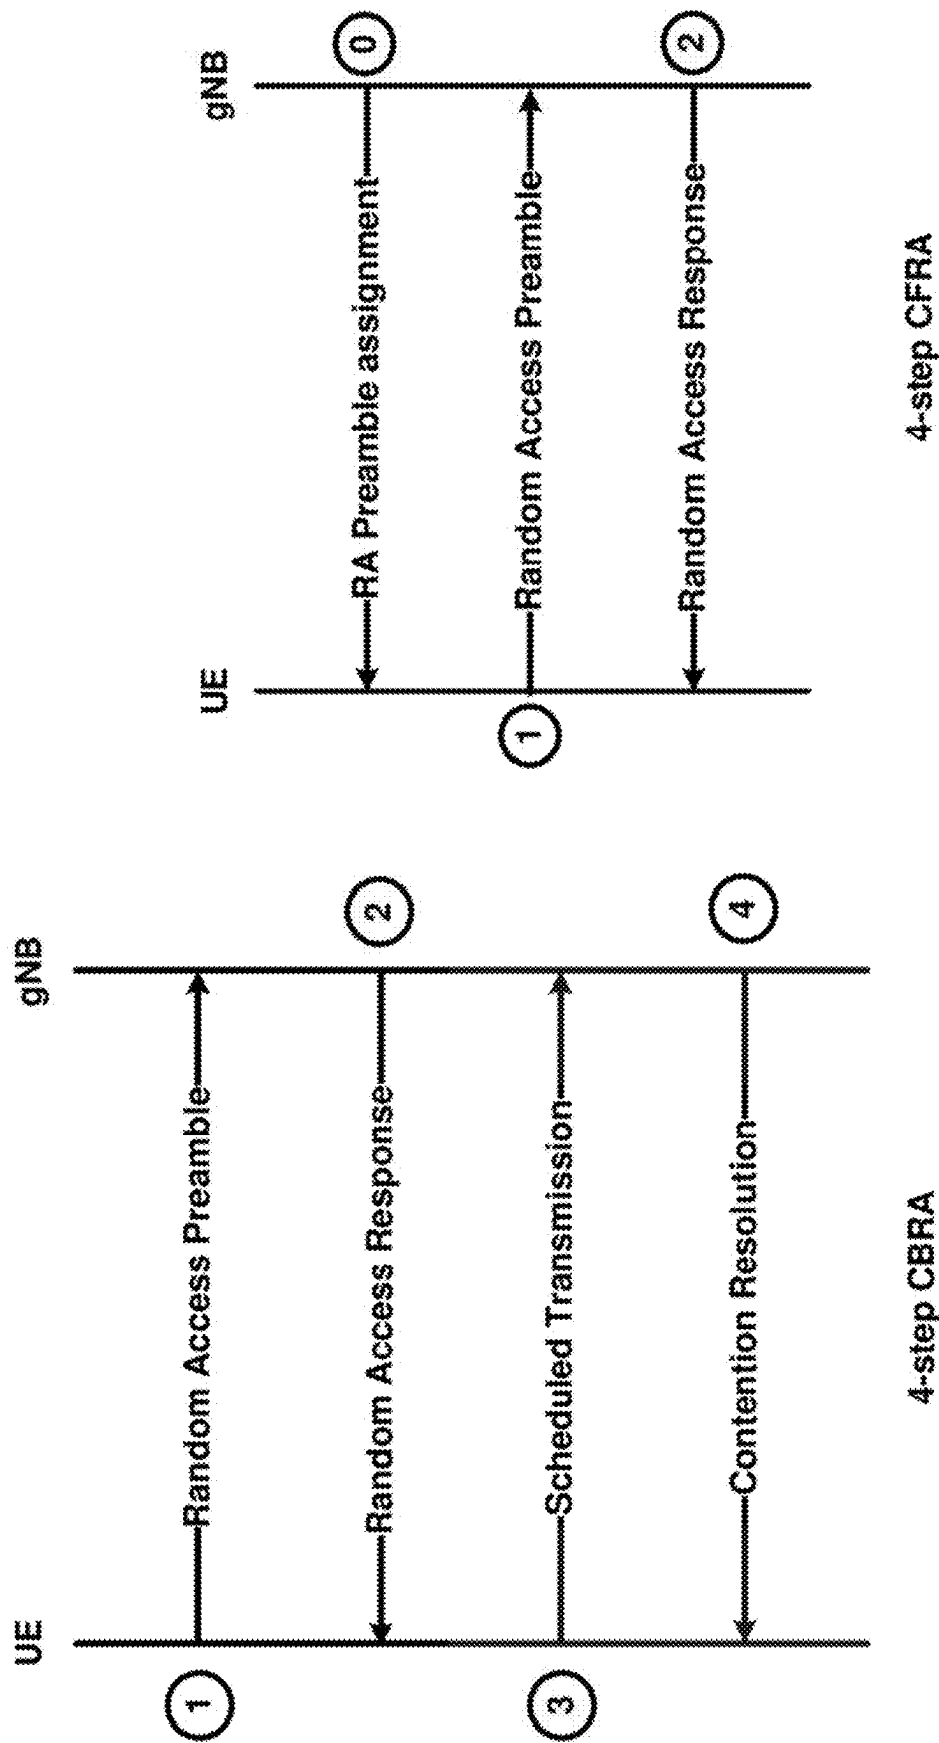 UE
gNB
1
Random Access Preamble
Random Access Response
2
3
Scheduled Transmission
Contention Resolution
4
4-step CBRA
UE
gNB
RA Preamble assignment
0
1
Random Access Preamble
Random Access Response
2
4-step CFRA